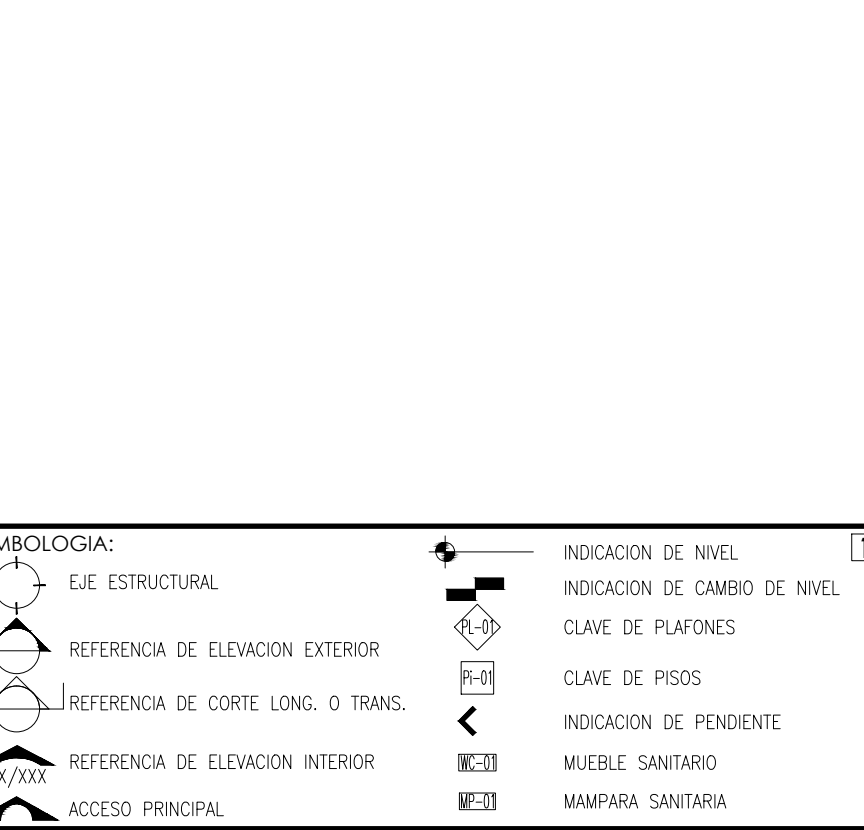 MBOLOGIA:
EJE ESTRUCTURAL
REFERENCIA DE ELEVACION EXTERIOR
REFERENCIA DE CORTE LONG. O TRANS.
X/XXX REFERENCIA DE ELEVACION INTERIOR
ACCESO PRINCIPAL
INDICACION DE NIVEL
INDICACION DE CAMBIO DE NIVEL
PL-01 CLAVE DE PLAFONES
Pi-01 CLAVE DE PISOS
INDICACION DE PENDIENTE
WC-01 MUEBLE SANITARIO
MP-01 MAMPARA SANITARIA